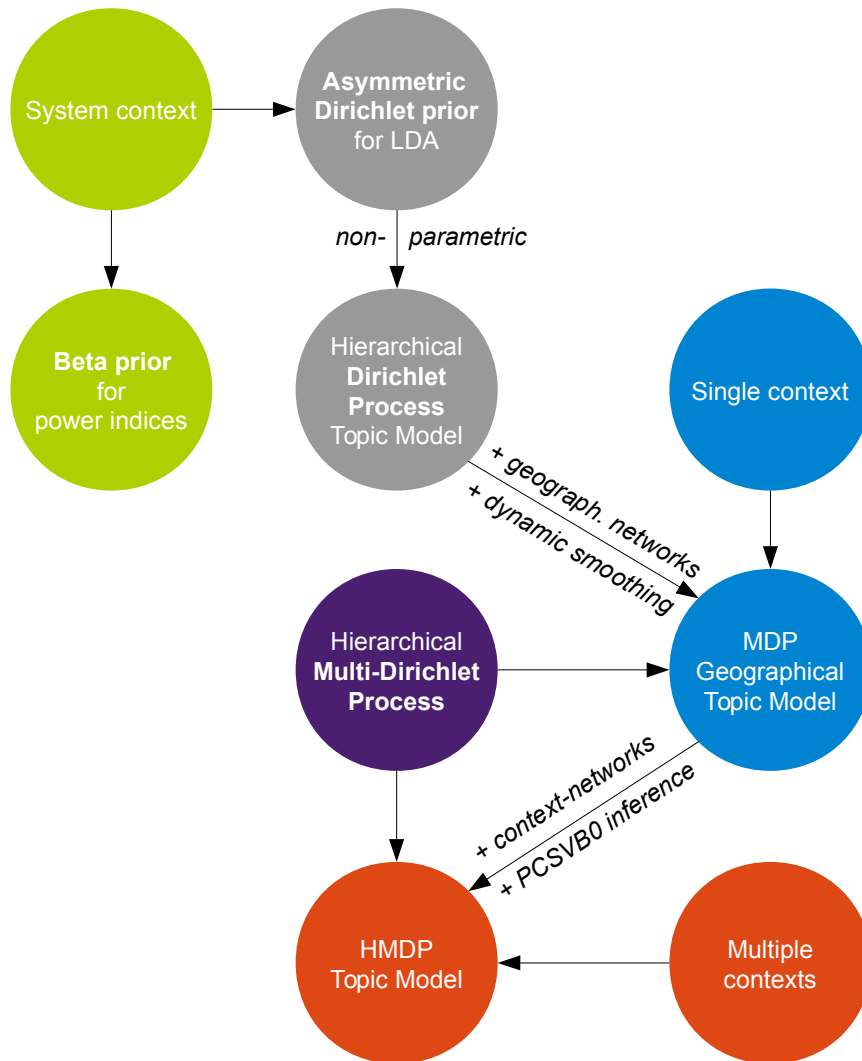 System context
Asymmetric
Dirichlet prior
for LDA
non- parametric
Beta prior
for
power indices
Hierarchical
Dirichlet
Process
Topic Model
Single context
+ geograph. networks
+ dynamic smoothing
Hierarchical
Multi-Dirichlet
Process
MDP
Geographical
Topic Model
+ context-networks
+ PCSVB0 inference
HMDP
Topic Model
Multiple
contexts